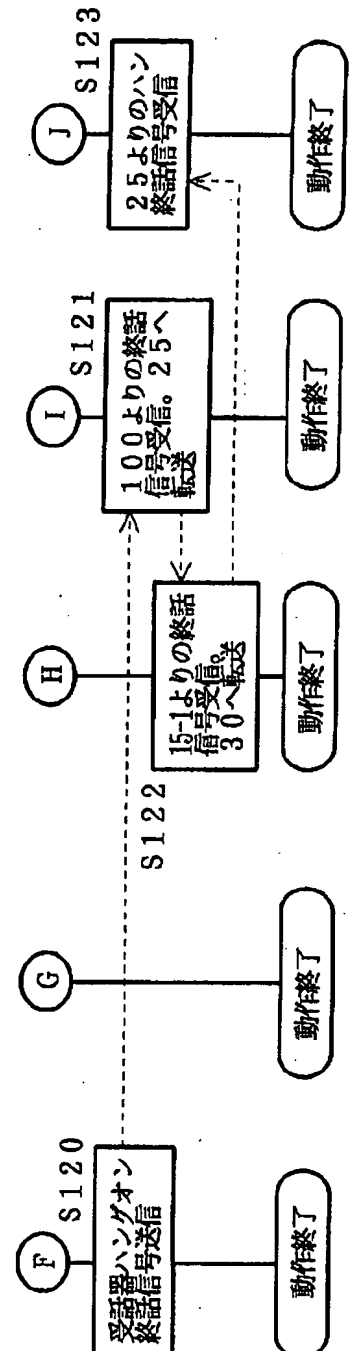 F
S120
受話器ハングオン
終話信号送信
動作終了
G
動作終了
H
S122
15-1よりの終話
信号受信。
30へ転送
動作終了
I
S121
100よりの終話
信号受信。25へ
転送
動作終了
J
S123
25よりのハン
終話信号受信
動作終了